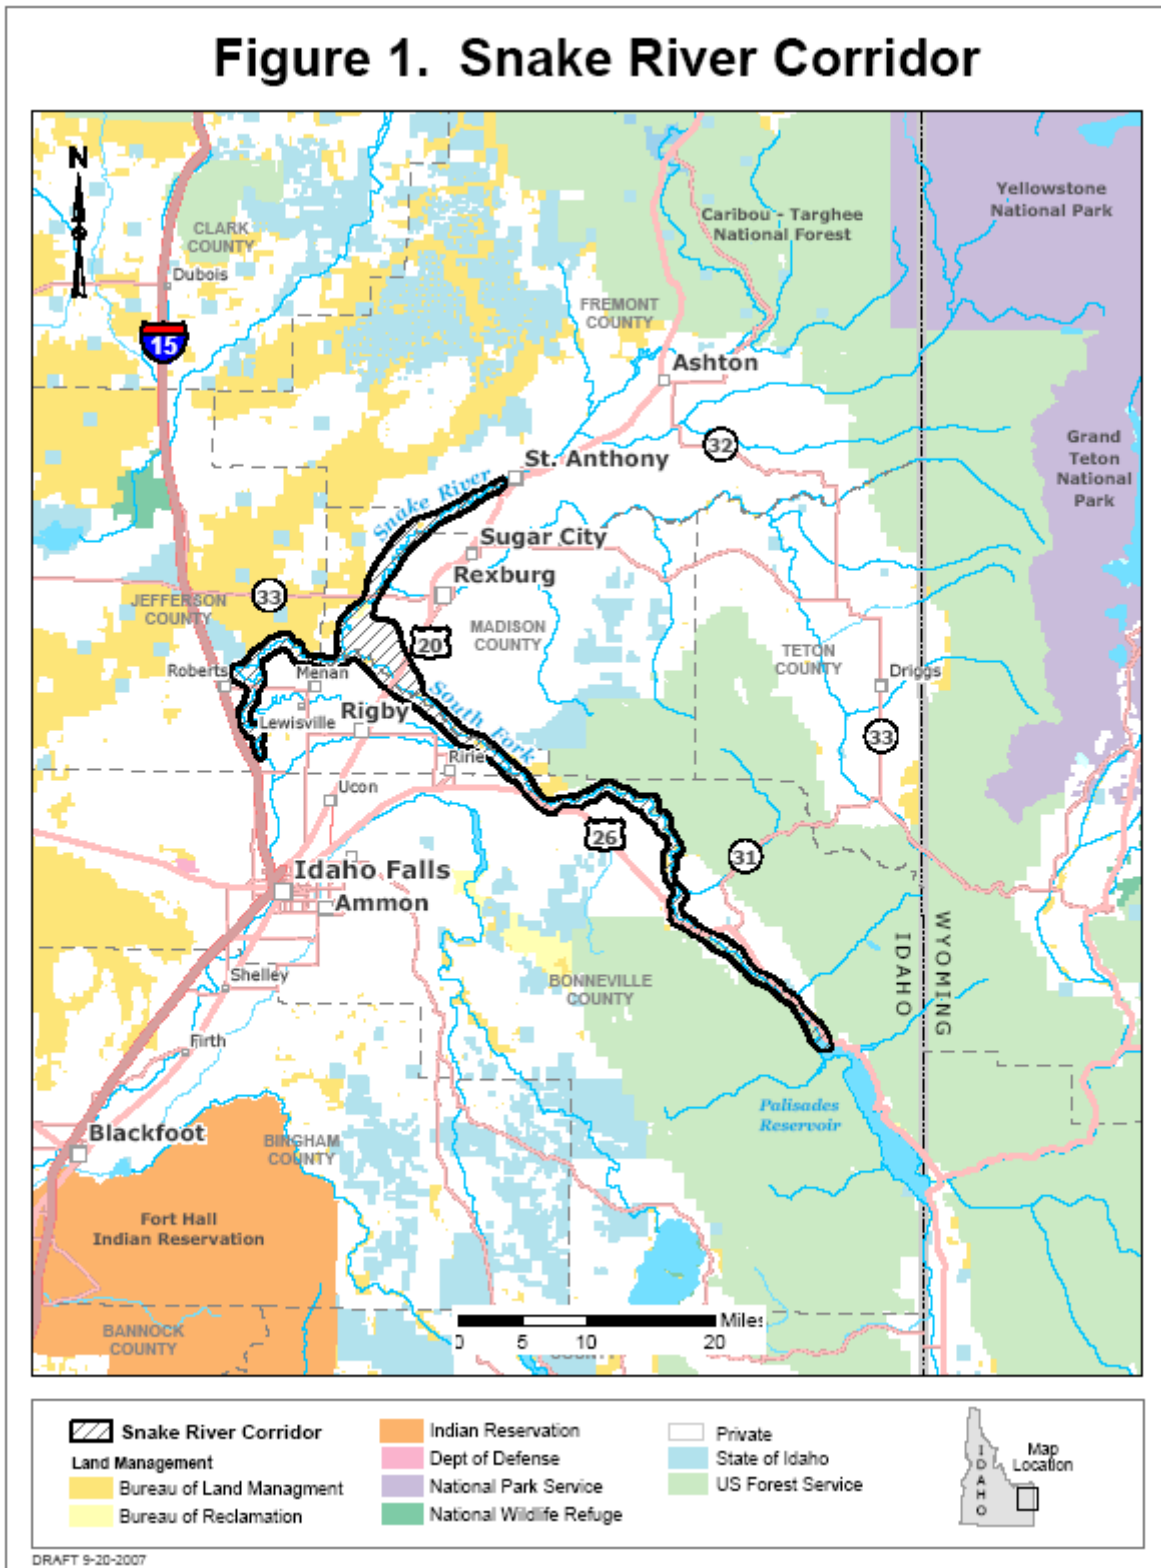 Figure 1. Snake River Corridor
N
Yellowstone
National Park
Caribou - Targhee
National Forest
CLARK
COUNTY
Dubois
FREMONT
COUNTY
15
Ashton
Grand
Teton
National
Park
32
St. Anthony
Snake River
Sugar City
Rexburg
33
JEFFERSON
COUNTY
MADISON
COUNTY
20
TETON
COUNTY
Roberts
Menan
Driggs
South Fork
Lewisville
Rigby
33
Ririe
Ucon
26
31
Idaho Falls
Ammon
IDAHO
WYOMING
Shelley
BONNEVILLE
COUNTY
Firth
Palisades
Reservoir
Blackfoot
BINGHAM
COUNTY
Fort Hall
Indian Reservation
BANNOCK
COUNTY
Miles
0 5 10 20
Snake River Corridor
Land Management
Bureau of Land Managment
Bureau of Reclamation
Indian Reservation
Dept of Defense
National Park Service
National Wildlife Refuge
Private
State of Idaho
US Forest Service
IDAHO
Map
Location
DRAFT 9-20-2007